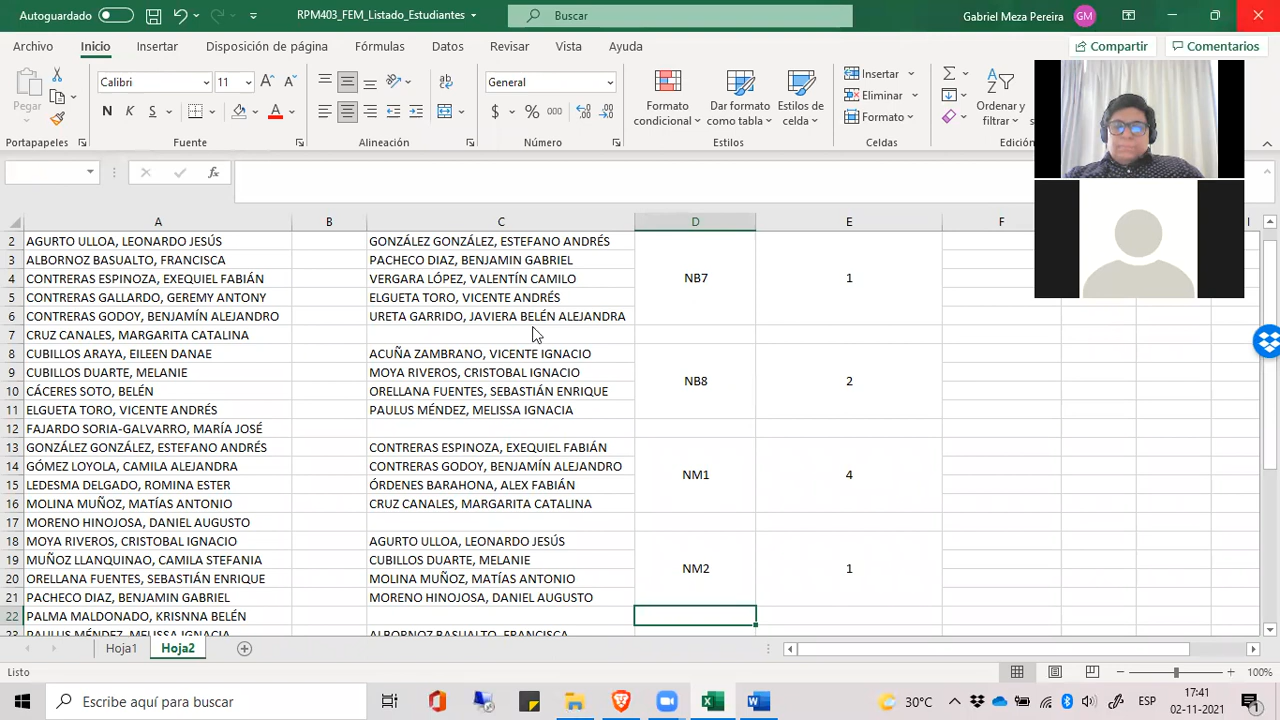 Autoguardado
RPM403_FEM_Listado_Estudiantes
Buscar
Gabriel Meza Pereira GM
Archivo Inicio Insertar Disposición de página Fórmulas Datos Revisar Vista Ayuda
Compartir Comentarios
Pegar
Calibri 11
N K S
ab
General
$ % 000
Formato condicional
Dar formato como tabla
Estilos de celda
Insertar
Eliminar
Formato
Ordenar y filtrar
Portapapeles Fuente Alineación Número Estilos Celdas Edición
fx
A B C D E F I
2 AGURTO ULLOA, LEONARDO JESÚS GONZÁLEZ GONZÁLEZ, ESTEFANO ANDRÉS
3 ALBORNOZ BASUALTO, FRANCISCA PACHECO DIAZ, BENJAMIN GABRIEL
4 CONTRERAS ESPINOZA, EXEQUIEL FABIÁN VERGARA LÓPEZ, VALENTÍN CAMILO NB7 1
5 CONTRERAS GALLARDO, GEREMY ANTONY ELGUETA TORO, VICENTE ANDRÉS
6 CONTRERAS GODOY, BENJAMÍN ALEJANDRO URETA GARRIDO, JAVIERA BELÉN ALEJANDRA
7 CRUZ CANALES, MARGARITA CATALINA
8 CUBILLOS ARAYA, EILEEN DANAE ACUÑA ZAMBRANO, VICENTE IGNACIO
9 CUBILLOS DUARTE, MELANIE MOYA RIVEROS, CRISTOBAL IGNACIO NB8 2
10 CÁCERES SOTO, BELÉN ORELLANA FUENTES, SEBASTIÁN ENRIQUE
11 ELGUETA TORO, VICENTE ANDRÉS PAULUS MÉNDEZ, MELISSA IGNACIA
12 FAJARDO SORIA-GALVARRO, MARÍA JOSÉ
13 GONZÁLEZ GONZÁLEZ, ESTEFANO ANDRÉS CONTRERAS ESPINOZA, EXEQUIEL FABIÁN
14 GÓMEZ LOYOLA, CAMILA ALEJANDRA CONTRERAS GODOY, BENJAMÍN ALEJANDRO NM1 4
15 LEDESMA DELGADO, ROMINA ESTER ÓRDENES BARAHONA, ALEX FABIÁN
16 MOLINA MUÑOZ, MATÍAS ANTONIO CRUZ CANALES, MARGARITA CATALINA
17 MORENO HINOJOSA, DANIEL AUGUSTO
18 MOYA RIVEROS, CRISTOBAL IGNACIO AGURTO ULLOA, LEONARDO JESÚS
19 MUÑOZ LLANQUINAO, CAMILA STEFANIA CUBILLOS DUARTE, MELANIE NM2 1
20 ORELLANA FUENTES, SEBASTIÁN ENRIQUE MOLINA MUÑOZ, MATÍAS ANTONIO
21 PACHECO DIAZ, BENJAMIN GABRIEL MORENO HINOJOSA, DANIEL AUGUSTO
22 PALMA MALDONADO, KRISNNA BELÉN
23 PAULUS MÉNDEZ, MELISSA IGNACIA ALBORNOZ BASUALTO, FRANCISCA
Hoja1 Hoja2
Listo
100%
Escribe aquí para buscar
30°C
ESP
17:41
02-11-2021
1